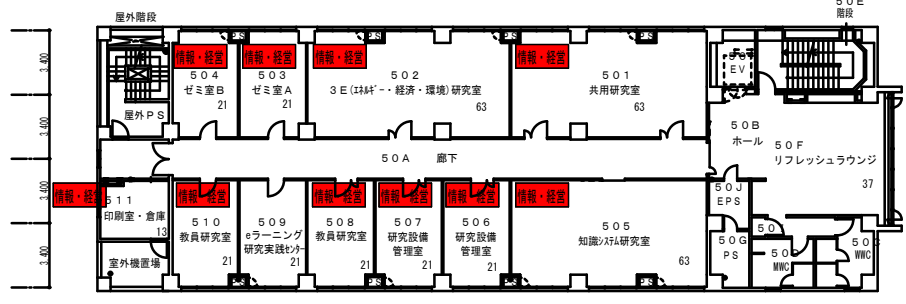 屋外階段
50E
階段
PS
PS
PS
3,400
3,400
3,400
3,400
情報・経営
情報・経営
情報・経営
情報・経営
504
ゼミ室B
21
503
ゼミ室A
21
502
3E(ｴﾈﾙｷﾞｰ・経済・環境)研究室
63
501
共用研究室
63
EV
屋外PS
50A 廊下
50B
ホール
50F
リフレッシュラウンジ
37
情報・経営
情報・経営
情報・経営
情報・経営
情報・経営
情報・経営
511
印刷室・倉庫
13
510
教員研究室
21
509
eラーニング
研究実践ｾﾝﾀｰ
21
508
教員研究室
21
507
研究設備
管理室
21
506
研究設備
管理室
21
505
知識ｼｽﾃﾑ研究室
63
50J
EPS
50G
PS
50D
MWC
50C
WWC
室外機置場
PS
PS
PS